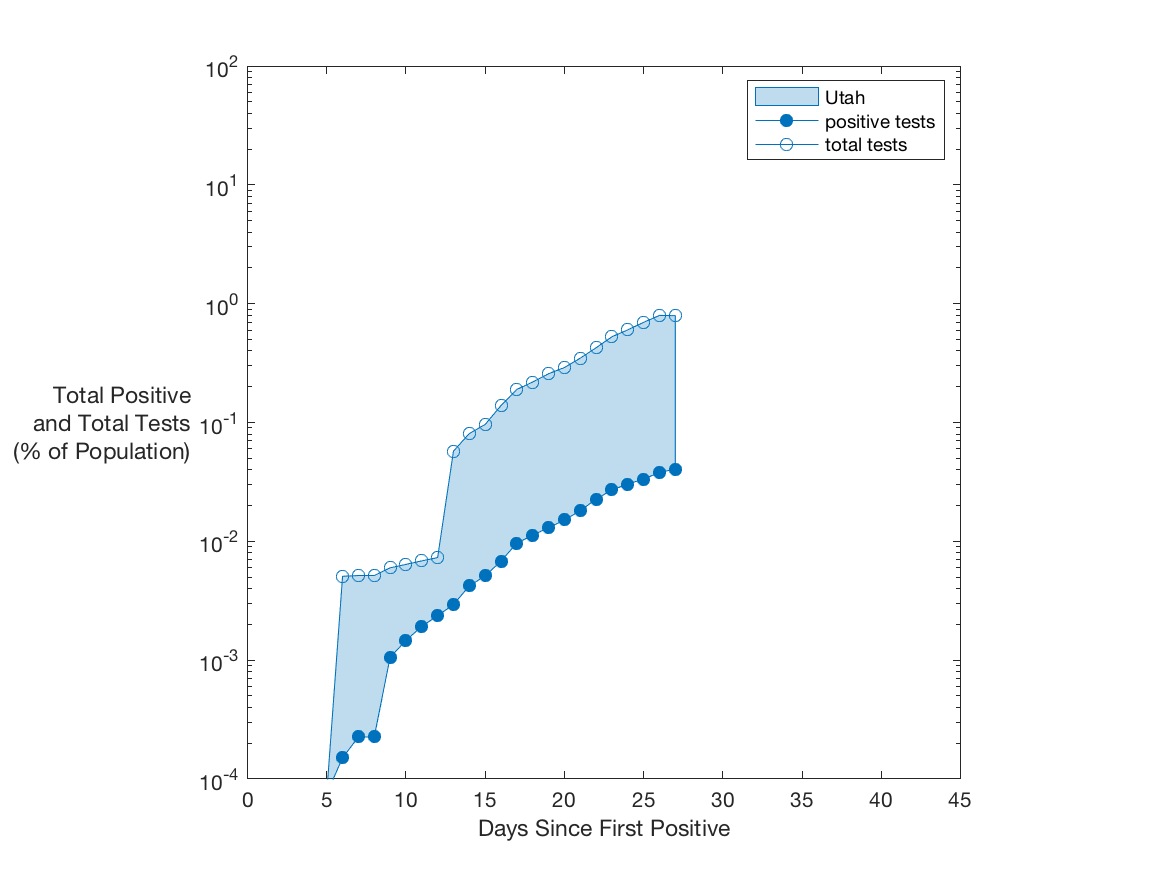 10^2
10^1
10^0
10^-1
10^-2
10^-3
10^-4
Total Positive
and Total Tests
(% of Population)
Utah
positive tests
total tests
0 5 10 15 20 25 30 35 40 45
Days Since First Positive